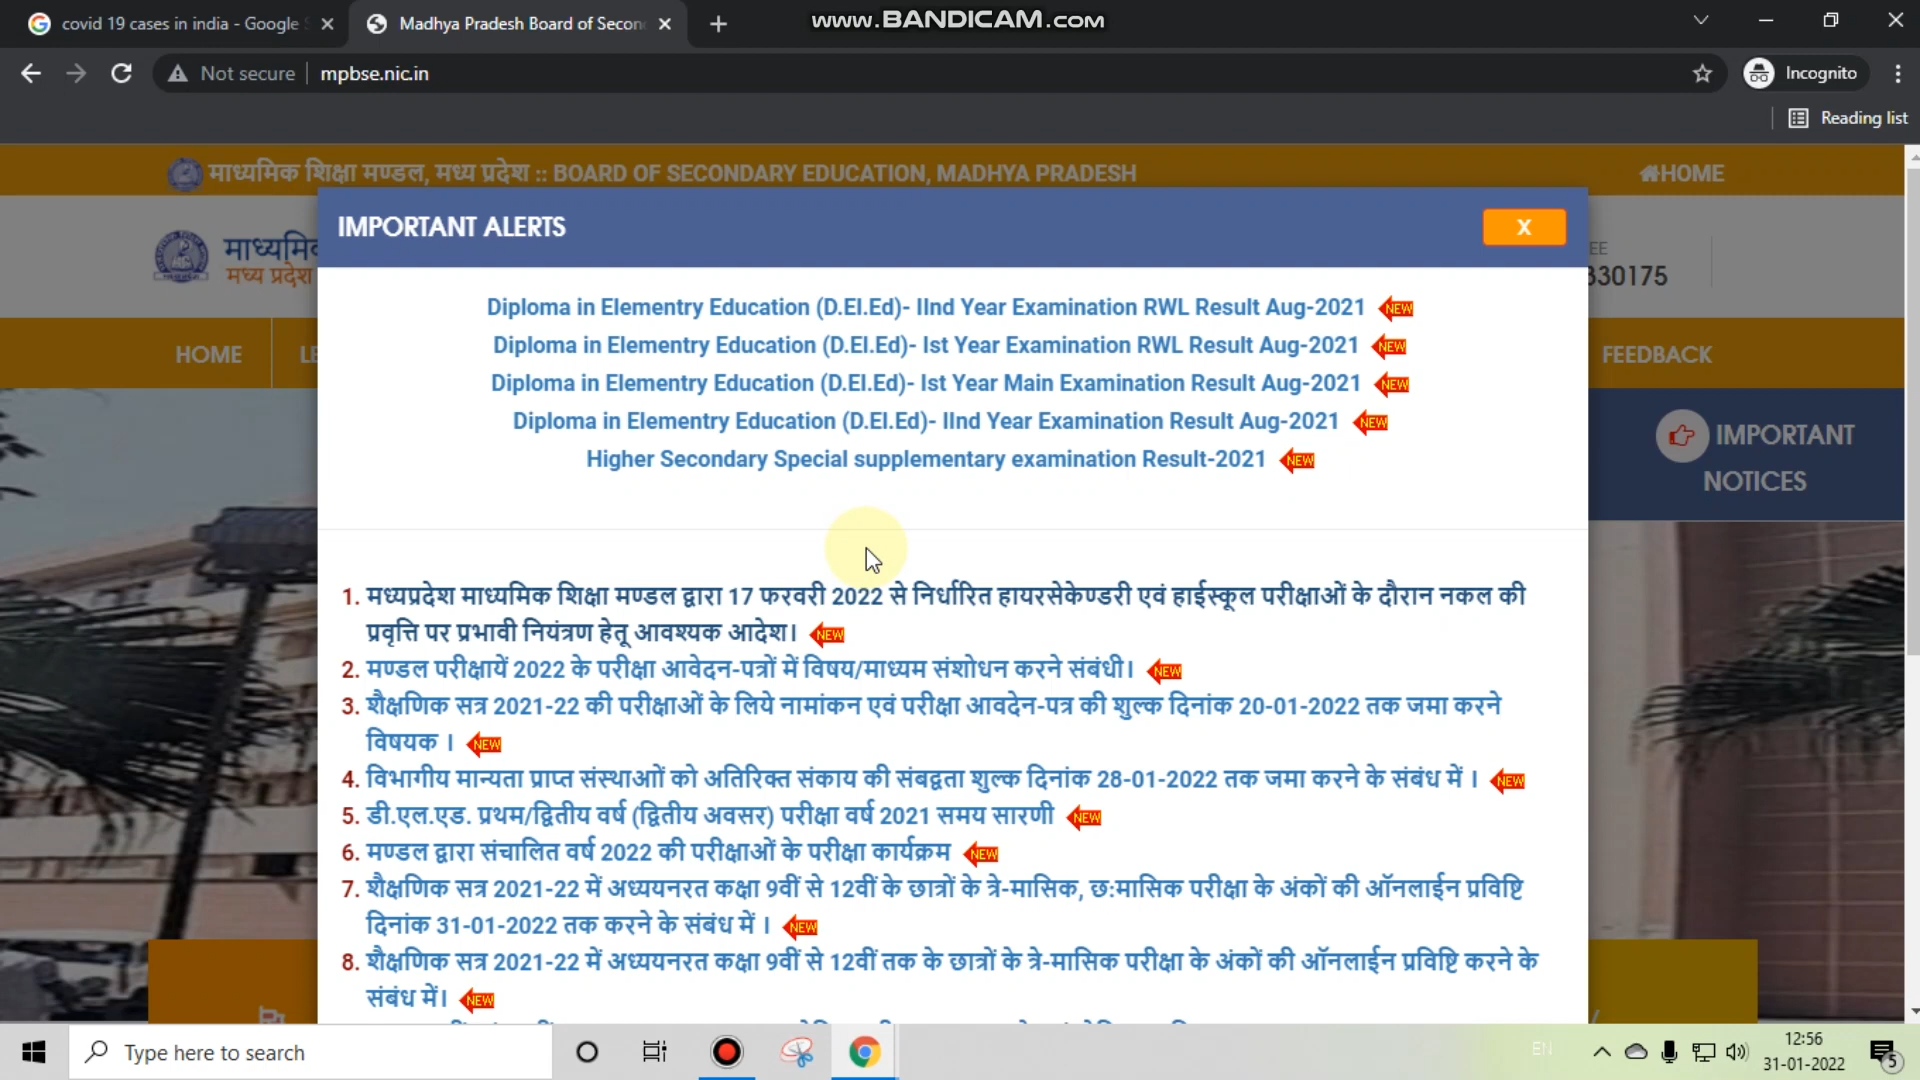 covid 19 cases in india - Google S
Madhya Pradesh Board of Secon
www.BANDICAM.com
Not secure
mpbse.nic.in
Incognito
Reading list
माध्यमिक शिक्षा मण्डल, मध्य प्रदेश :: BOARD OF SECONDARY EDUCATION, MADHYA PRADESH
HOME
IMPORTANT ALERTS
X
माध्यमि
मध्य प्रदेश
EE
330175
HOME
LE
FEEDBACK
IMPORTANT
NOTICES
Diploma in Elementry Education (D.El.Ed)- IInd Year Examination RWL Result Aug-2021 NEW
Diploma in Elementry Education (D.El.Ed)- Ist Year Examination RWL Result Aug-2021 NEW
Diploma in Elementry Education (D.El.Ed)- Ist Year Main Examination Result Aug-2021 NEW
Diploma in Elementry Education (D.El.Ed)- IInd Year Examination Result Aug-2021 NEW
Higher Secondary Special supplementary examination Result-2021 NEW
1. मध्यप्रदेश माध्यमिक शिक्षा मण्डल द्वारा 17 फरवरी 2022 से निर्धारित हायरसेकेण्डरी एवं हाईस्कूल परीक्षाओं के दौरान नकल की
प्रवृत्ति पर प्रभावी नियंत्रण हेतू आवश्यक आदेश। NEW
2. मण्डल परीक्षायें 2022 के परीक्षा आवेदन-पत्रों में विषय/माध्यम संशोधन करने संबंधी। NEW
3. शैक्षणिक सत्र 2021-22 की परीक्षाओं के लिये नामांकन एवं परीक्षा आवदेन-पत्र की शुल्क दिनांक 20-01-2022 तक जमा करने
विषयक । NEW
4. विभागीय मान्यता प्राप्त संस्थाओं को अतिरिक्त संकाय की संबद्वता शुल्क दिनांक 28-01-2022 तक जमा करने के संबंध में । NEW
5. डी.एल.एड. प्रथम/द्वितीय वर्ष (द्वितीय अवसर) परीक्षा वर्ष 2021 समय सारणी NEW
6. मण्डल द्वारा संचालित वर्ष 2022 की परीक्षाओं के परीक्षा कार्यक्रम NEW
7. शैक्षणिक सत्र 2021-22 में अध्ययनरत कक्षा 9वीं से 12वीं के छात्रों के त्रे-मासिक, छ:मासिक परीक्षा के अंकों की ऑनलाईन प्रविष्टि
दिनांक 31-01-2022 तक करने के संबंध में । NEW
8. शैक्षणिक सत्र 2021-22 में अध्ययनरत कक्षा 9वीं से 12वीं तक के छात्रों के त्रे-मासिक परीक्षा के अंकों की ऑनलाईन प्रविष्टि करने के
संबंध में। NEW
Type here to search
EN
12:56
31-01-2022
5